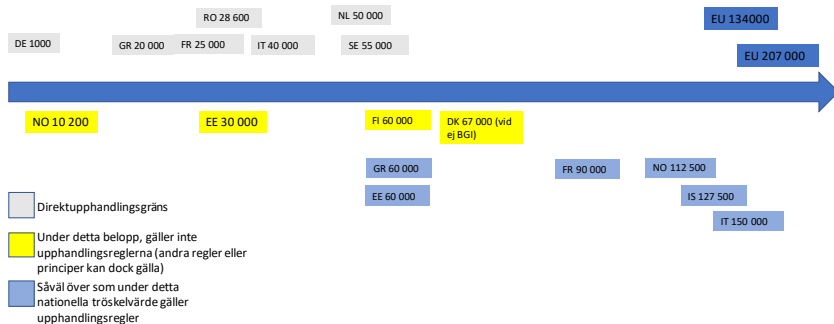 RO 28 600
NL 50 000
EU 134000
DE 1000
GR 20 000
FR 25 000
IT 40 000
SE 55 000
EU 207 000
NO 10 200
EE 30 000
FI 60 000
DK 67 000 (vid
ej BGI)
GR 60 000
FR 90 000
NO 112 500
EE 60 000
IS 127 500
IT 150 000
Direktupphandlingsgräns
Under detta belopp, gäller inte
upphandlingsreglerna (andra regler eller
principer kan dock gälla)
Såväl över som under detta
nationella tröskelvärde gäller
upphandlingsregler